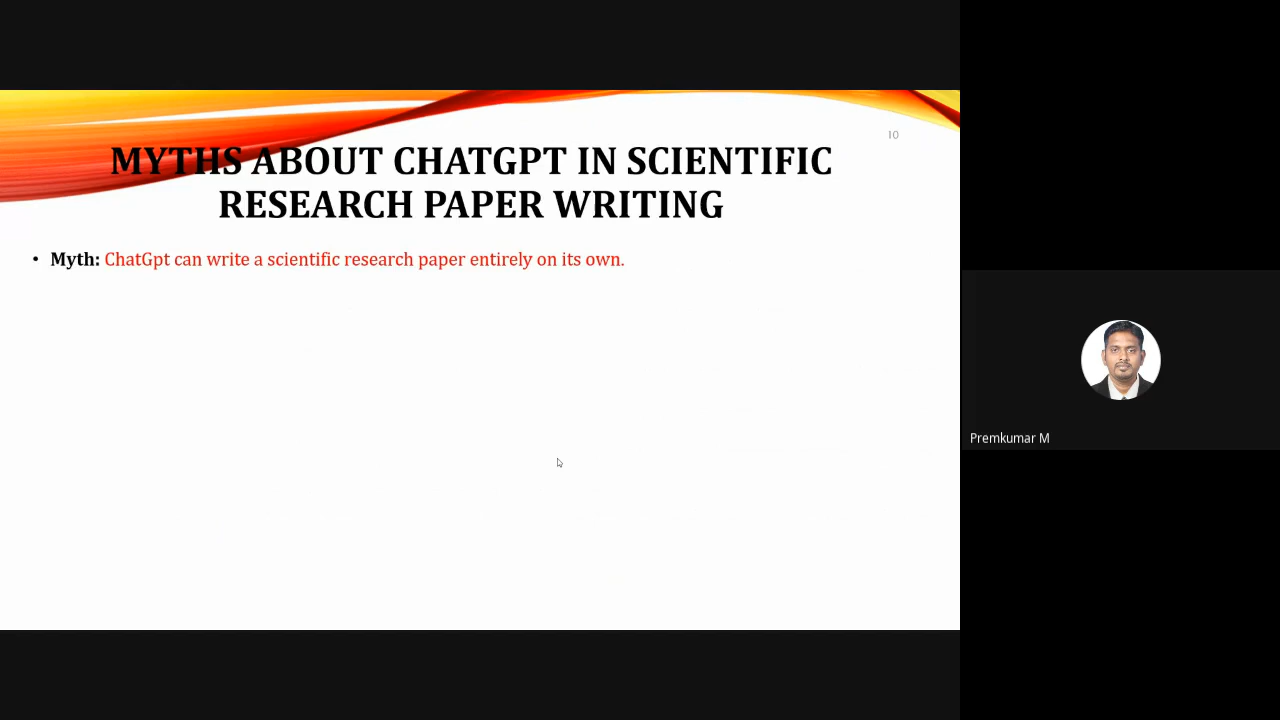 10
MYTHS ABOUT CHATGPT IN SCIENTIFIC
RESEARCH PAPER WRITING
• Myth: ChatGpt can write a scientific research paper entirely on its own.
Premkumar M